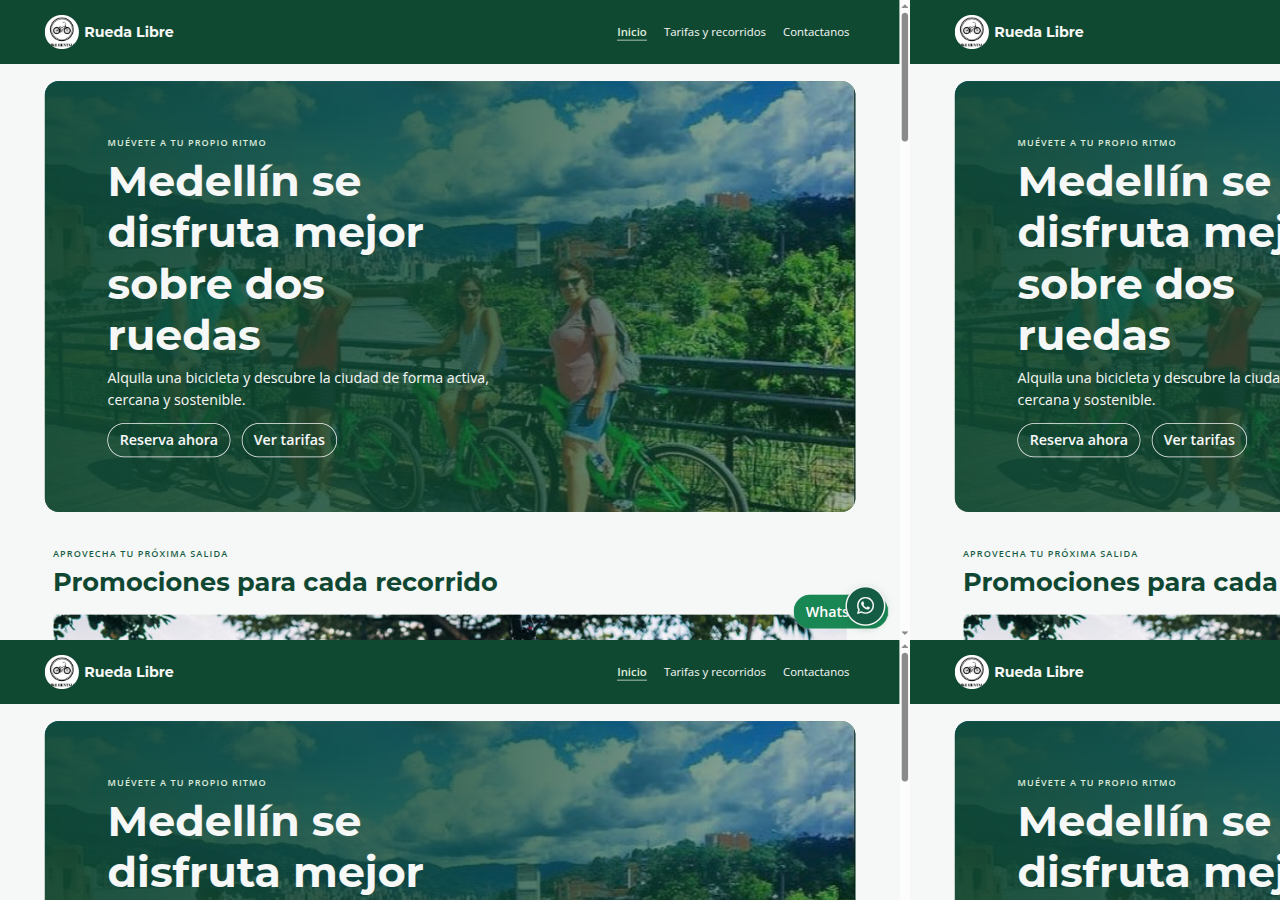 Rueda Libre
Inicio Tarifas y recorridos Contactanos
MUÉVETE A TU PROPIO RITMO
Medellín se
disfruta mejor
sobre dos
ruedas
Alquila una bicicleta y descubre la ciudad de forma activa,
cercana y sostenible.
Reserva ahora
Ver tarifas
APROVECHA TU PRÓXIMA SALIDA
Promociones para cada recorrido
Whats
Rueda Libre
MUÉVETE A TU PROPIO RITMO
Medellín se
disfruta mej
sobre dos
ruedas
Alquila una bicicleta y descubre la ciuda
cercana y sostenible.
Reserva ahora
Ver tarifas
APROVECHA TU PRÓXIMA SALIDA
Promociones para cada
Rueda Libre
Inicio Tarifas y recorridos Contactanos
MUÉVETE A TU PROPIO RITMO
Medellín se
disfruta mejor
Rueda Libre
MUÉVETE A TU PROPIO RITMO
Medellín se
disfruta mej